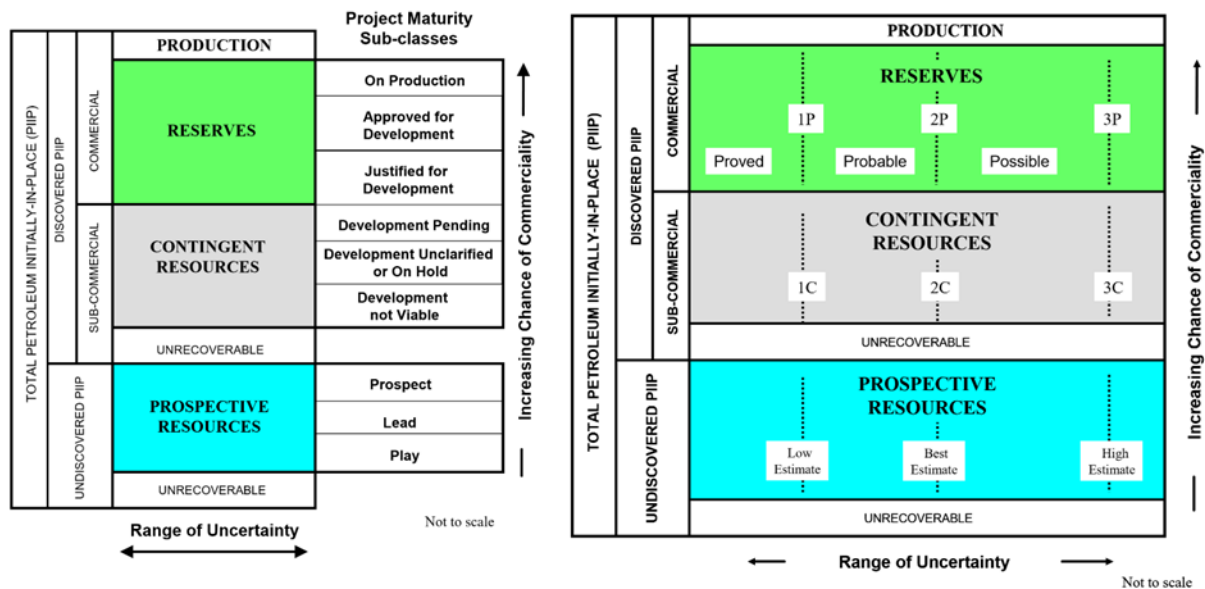 Project Maturity
Sub-classes
TOTAL PETROLEUM INITIALLY-IN-PLACE (PIIP)
DISCOVERED PIIP
COMMERCIAL
SUB-COMMERCIAL
UNDISCOVERED PIIP
PRODUCTION
RESERVES
CONTINGENT
RESOURCES
UNRECOVERABLE
PROSPECTIVE
RESOURCES
UNRECOVERABLE
On Production
Approved for
Development
Justified for
Development
Development Pending
Development Unclarified
or On Hold
Development
not Viable
Prospect
Lead
Play
Increasing Chance of Commerciality
Range of Uncertainty
Not to scale
TOTAL PETROLEUM INITIALLY-IN-PLACE (PIIP)
DISCOVERED PIIP
COMMERCIAL
SUB-COMMERCIAL
UNDISCOVERED PIIP
PRODUCTION
RESERVES
1P
2P
3P
Proved
Probable
Possible
CONTINGENT
RESOURCES
1C
2C
3C
UNRECOVERABLE
PROSPECTIVE
RESOURCES
Low
Estimate
Best
Estimate
High
Estimate
UNRECOVERABLE
Increasing Chance of Commerciality
Range of Uncertainty
Not to scale